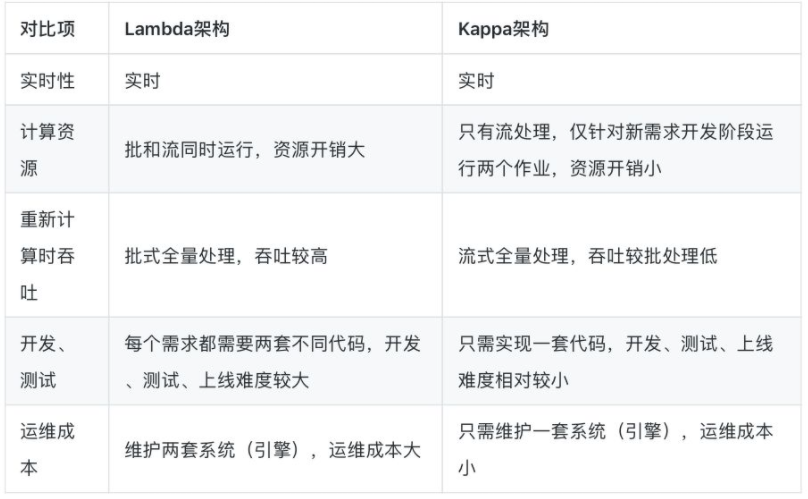 对比项 Lambda架构 Kappa架构
实时性 实时 实时
计算资
源
批和流同时运行，资源开销大
只有流处理，仅针对新需求开发阶段运
行两个作业，资源开销小
重新计
算时吞
吐
批式全量处理，吞吐较高
流式全量处理，吞吐较批处理低
开发、
测试
每个需求都需要两套不同代码，开发
、测试、上线难度较大
只需实现一套代码，开发、测试、上线
难度相对较小
运维成
本
维护两套系统（引擎），运维成本大
只需维护一套系统（引擎），运维成本
小